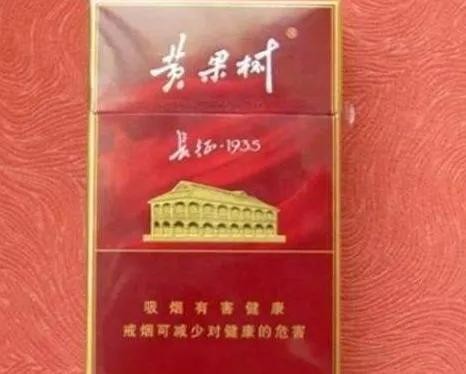 黄果树
长征·1935
吸烟有害健康
戒烟可减少对健康的危害